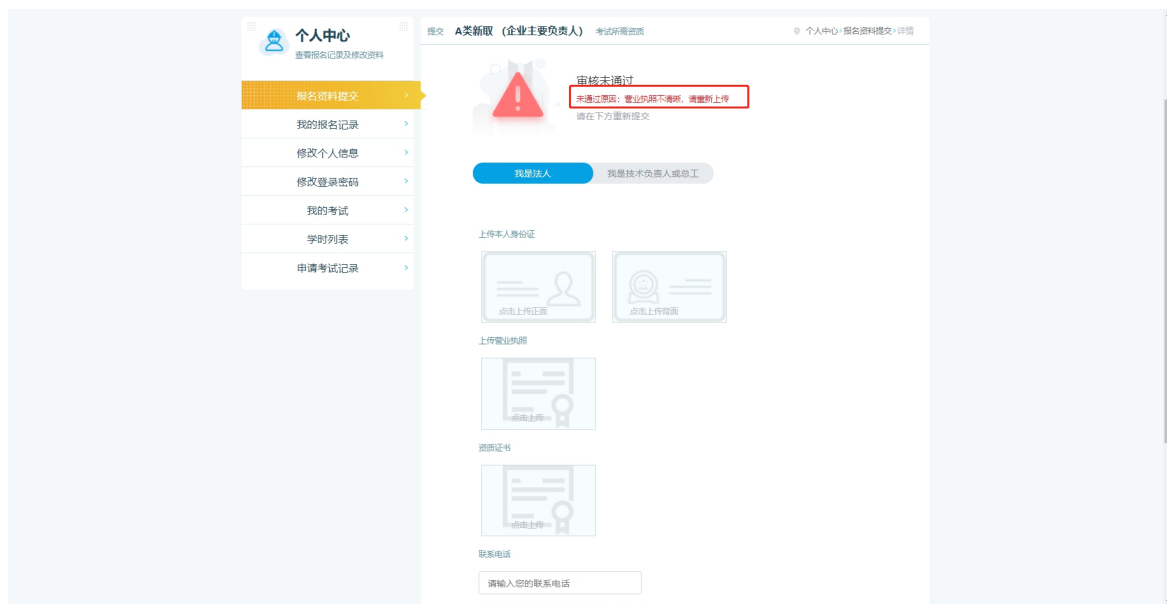 个人中心
查看报名记录及修改资料
报名资料提交
我的报名记录
修改个人信息
修改登录密码
我的考试
学时列表
申请考试记录
提交 A类新取（企业主要负责人） 考试所需资质
个人中心>报名资料提交>详情
审核未通过
未通过原因：营业执照不清晰，请重新上传
请在下方重新提交
我是法人
我是技术负责人或总工
上传本人身份证
点击上传正面
点击上传背面
上传营业执照
点击上传
资质证书
点击上传
联系电话
请输入您的联系电话